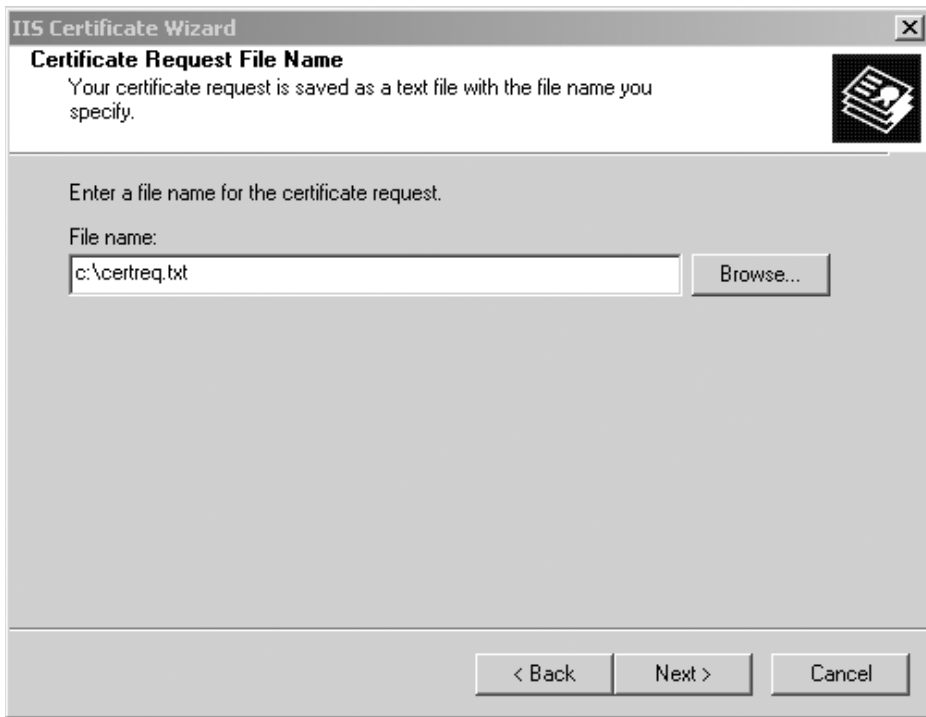 IIS Certificate Wizard
Certificate Request File Name
Your certificate request is saved as a text file with the file name you
specify.
Enter a file name for the certificate request.
File name:
c:\certreq.txt
Browse...
< Back
Next >
Cancel